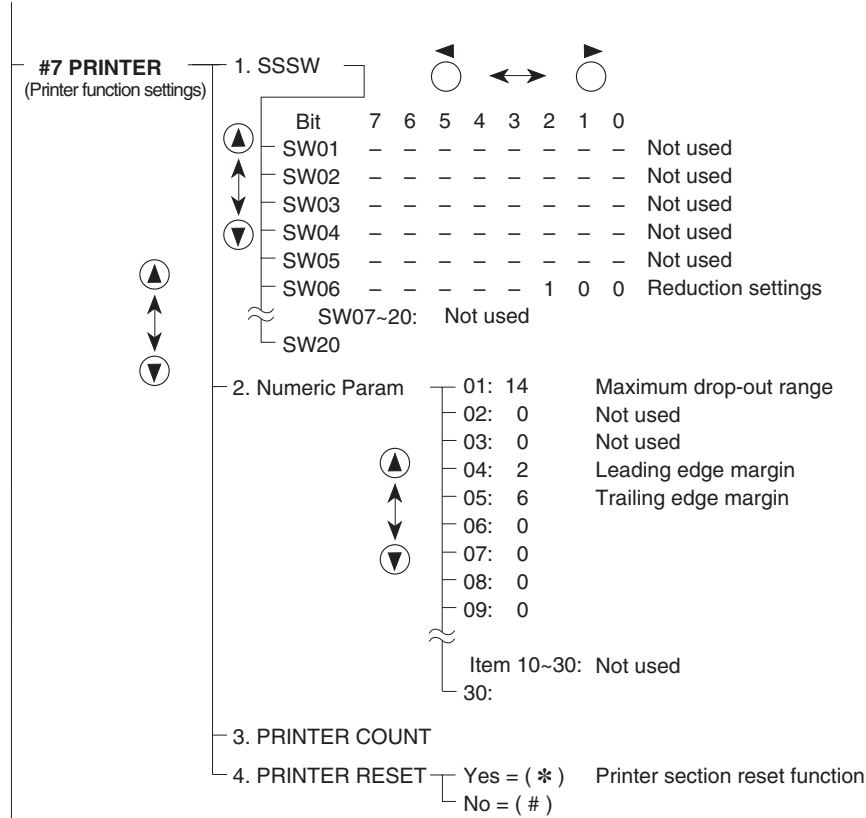 #7 PRINTER
(Printer function settings)
1. SSSW
Bit 7 6 5 4 3 2 1 0
SW01 – – – – – – – – Not used
SW02 – – – – – – – – Not used
SW03 – – – – – – – – Not used
SW04 – – – – – – – – Not used
SW05 – – – – – – – – Not used
SW06 – – – – – 1 0 0 Reduction settings
SW07~20: Not used
SW20
2. Numeric Param
01: 14 Maximum drop-out range
02: 0 Not used
03: 0 Not used
04: 2 Leading edge margin
05: 6 Trailing edge margin
06: 0
07: 0
08: 0
09: 0
Item 10~30: Not used
30:
3. PRINTER COUNT
4. PRINTER RESET
Yes = ( ✻ ) Printer section reset function
No = ( # )